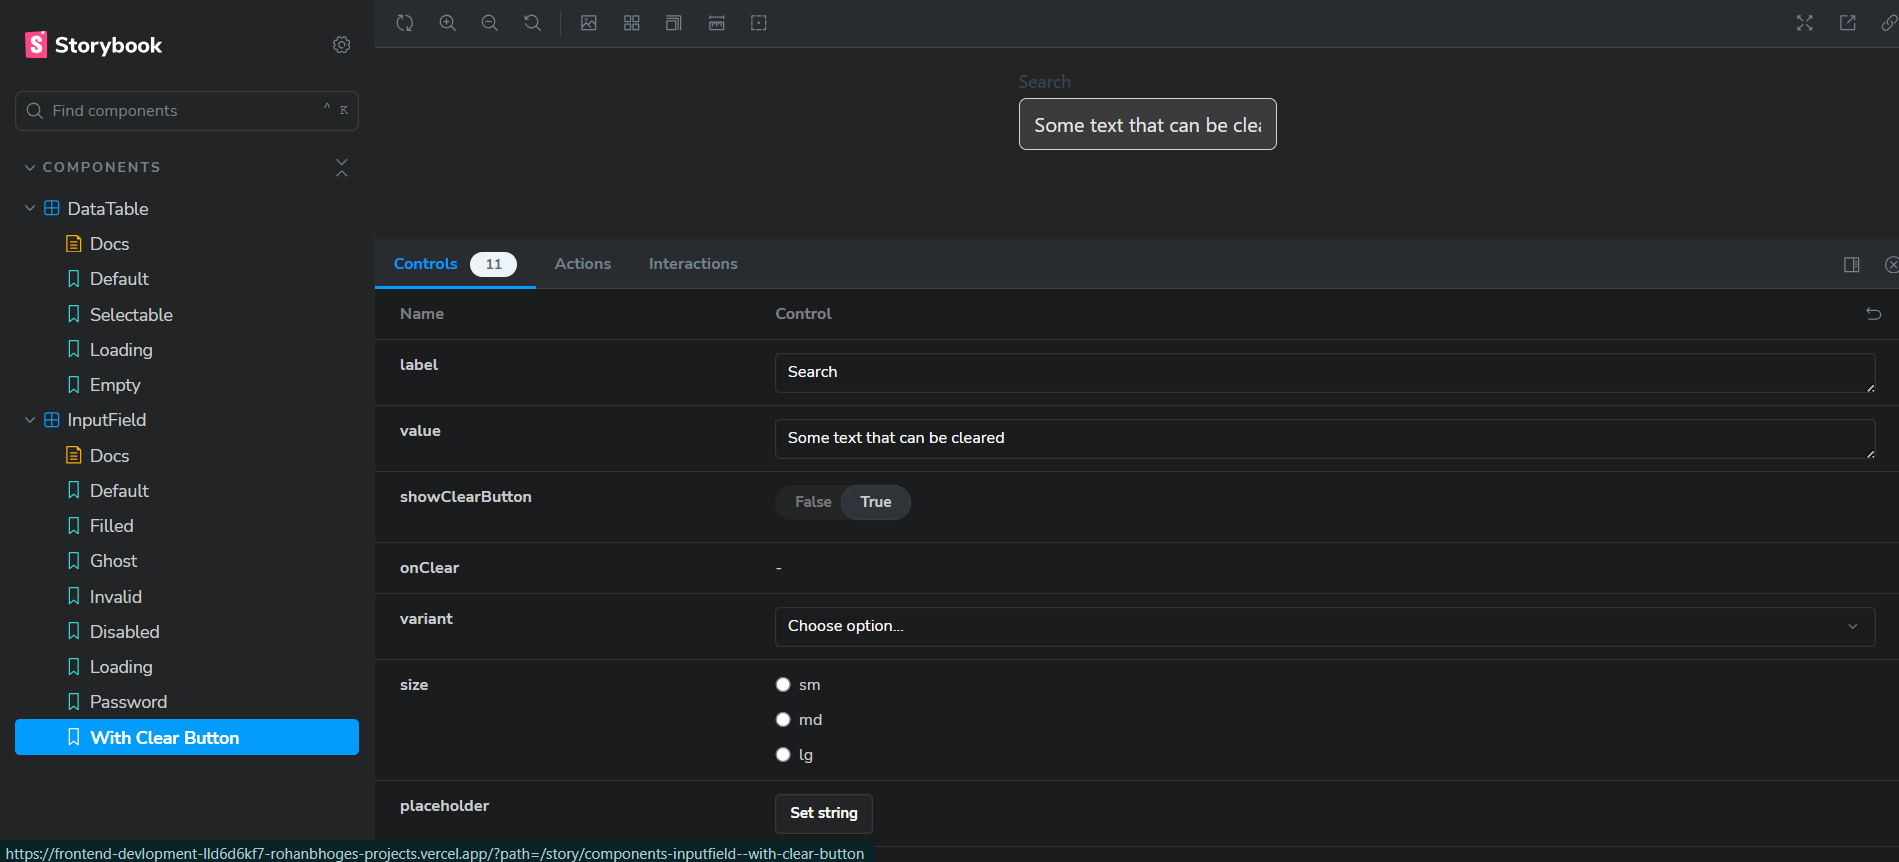 Storybook
Find components
^ K
COMPONENTS
DataTable
Docs
Default
Selectable
Loading
Empty
InputField
Docs
Default
Filled
Ghost
Invalid
Disabled
Loading
Password
With Clear Button
Search
Some text that can be clea
Controls 11 Actions Interactions
Name Control
label Search
value Some text that can be cleared
showClearButton False True
onClear -
variant Choose option...
size sm
md
lg
placeholder Set string
https://frontend-devlopment-lld6d6kf7-rohanbhoges-projects.vercel.app/?path=/story/components-inputfield--with-clear-button